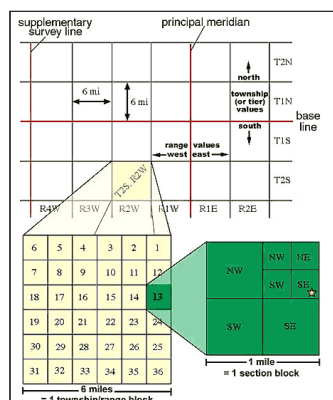 supplementary
survey line
principal meridian
T2N
north
6 mi
6 mi
township
(or tier)
values
T1N
base
line
south
T1S
range values
west east
T2S, R2W
T2S
R4W R3W R2W R1W R1E R2E
6 5 4 3 2 1
7 8 9 10 11 12
18 17 16 15 14 13
19 20 21 22 23 24
30 29 28 27 26 25
31 32 33 34 35 36
NW NW NE
SW SE
SW SE
1 mile
= 1 section block
6 miles
= 1 township/range block